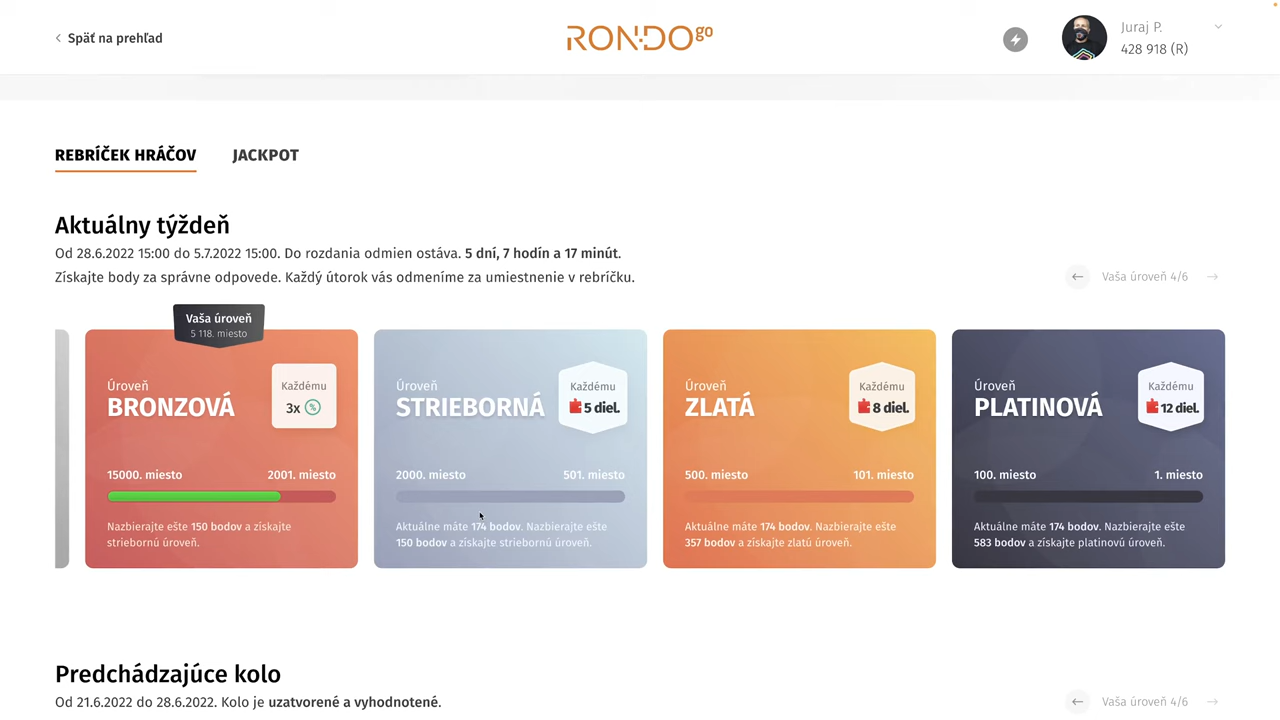 Späť na prehľad
RONDO go
Juraj P.
428 918 (R)
REBRÍČEK HRÁČOV
JACKPOT
Aktuálny týždeň
Od 28.6.2022 15:00 do 5.7.2022 15:00. Do rozdania odmien ostáva. 5 dní, 7 hodín a 17 minút.
Získajte body za správne odpovede. Každý útorok vás odmeníme za umiestnenie v rebríčku.
Vaša úroveň 4/6
Vaša úroveň
5 118. miesto
Úroveň
BRONZOVÁ
Každému
3x %
15000. miesto
2001. miesto
Nazbierajte ešte 150 bodov a získajte
striebornú úroveň.
Úroveň
STRIEBORNÁ
Každému
5 diel.
2000. miesto
501. miesto
Aktuálne máte 174 bodov. Nazbierajte ešte
150 bodov a získajte striebornú úroveň.
Úroveň
ZLATÁ
Každému
8 diel.
500. miesto
101. miesto
Aktuálne máte 174 bodov. Nazbierajte ešte
357 bodov a získajte zlatú úroveň.
Úroveň
PLATINOVÁ
Každému
12 diel.
100. miesto
1. miesto
Aktuálne máte 174 bodov. Nazbierajte ešte
583 bodov a získajte platinovú úroveň.
Predchádzajúce kolo
Od 21.6.2022 do 28.6.2022. Kolo je uzatvorené a vyhodnotené.
Vaša úroveň 4/6